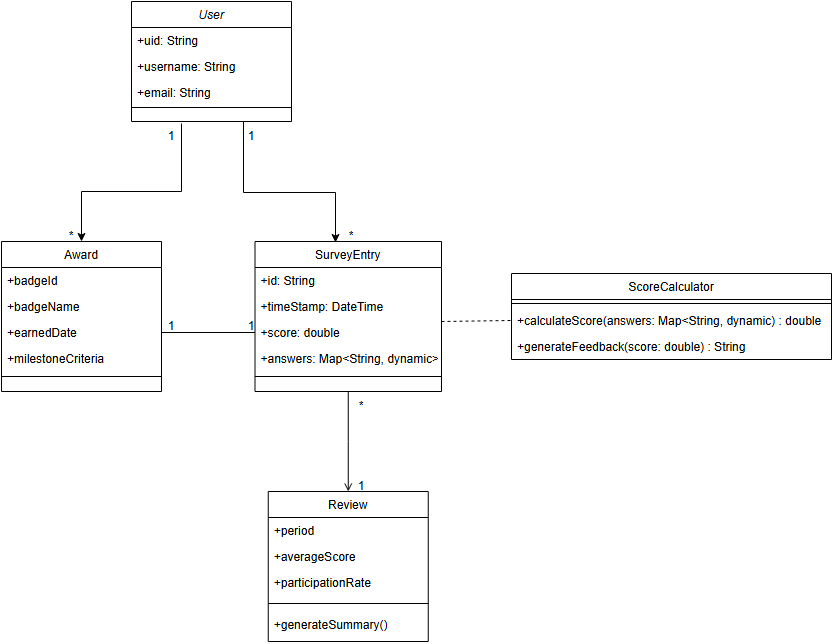 User
+uid: String
+username: String
+email: String
1
1
*
*
Award
+badgeId
+badgeName
+earnedDate
+milestoneCriteria
1
1
SurveyEntry
+id: String
+timeStamp: DateTime
+score: double
+answers: Map<String, dynamic>
ScoreCalculator
+calculateScore(answers: Map<String, dynamic) : double
+generateFeedback(score: double) : String
*
1
Review
+period
+averageScore
+participationRate
+generateSummary()